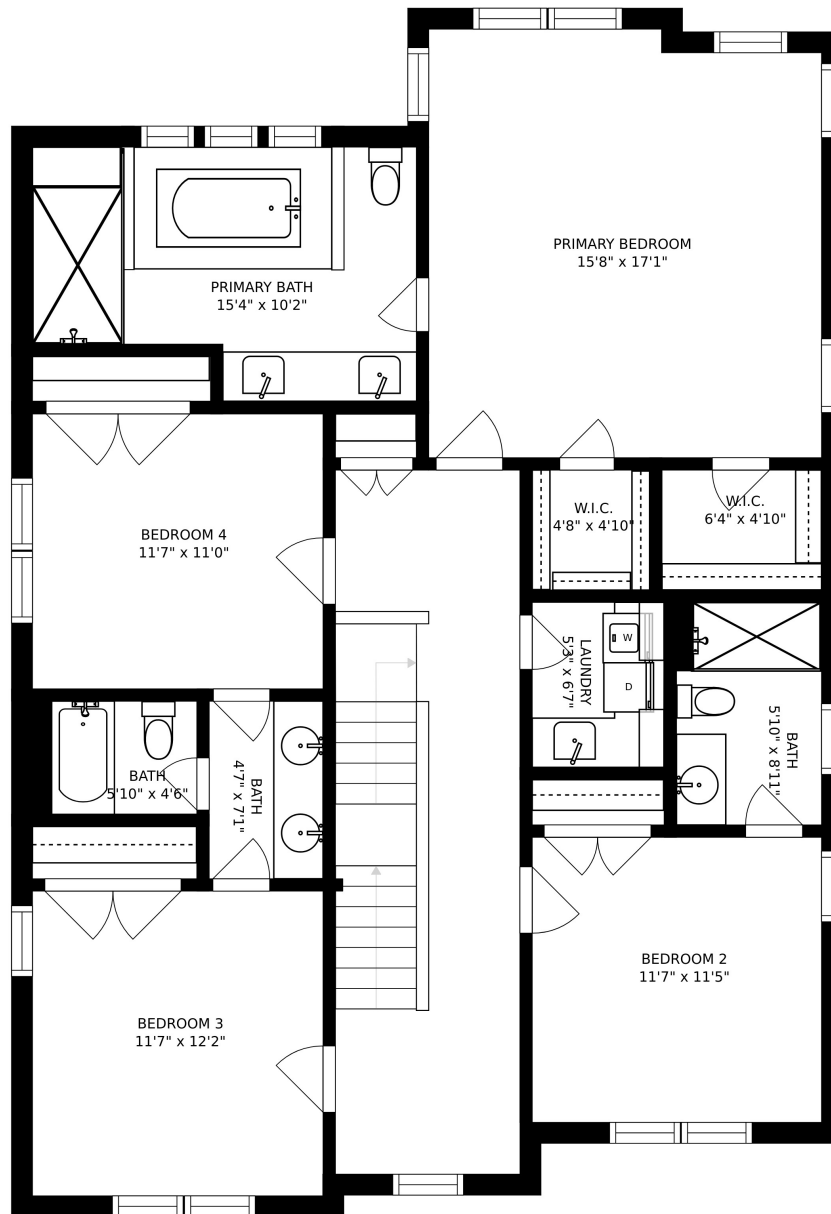 PRIMARY BEDROOM
15'8" x 17'1"
PRIMARY BATH
15'4" x 10'2"
W.I.C.
4'8" x 4'10"
W.I.C.
6'4" x 4'10"
BEDROOM 4
11'7" x 11'0"
LAUNDRY
5'3" x 6'7"
W
D
BATH
5'10" x 8'11"
BATH
5'10" x 4'6"
BATH
4'7" x 7'1"
BEDROOM 2
11'7" x 11'5"
BEDROOM 3
11'7" x 12'2"